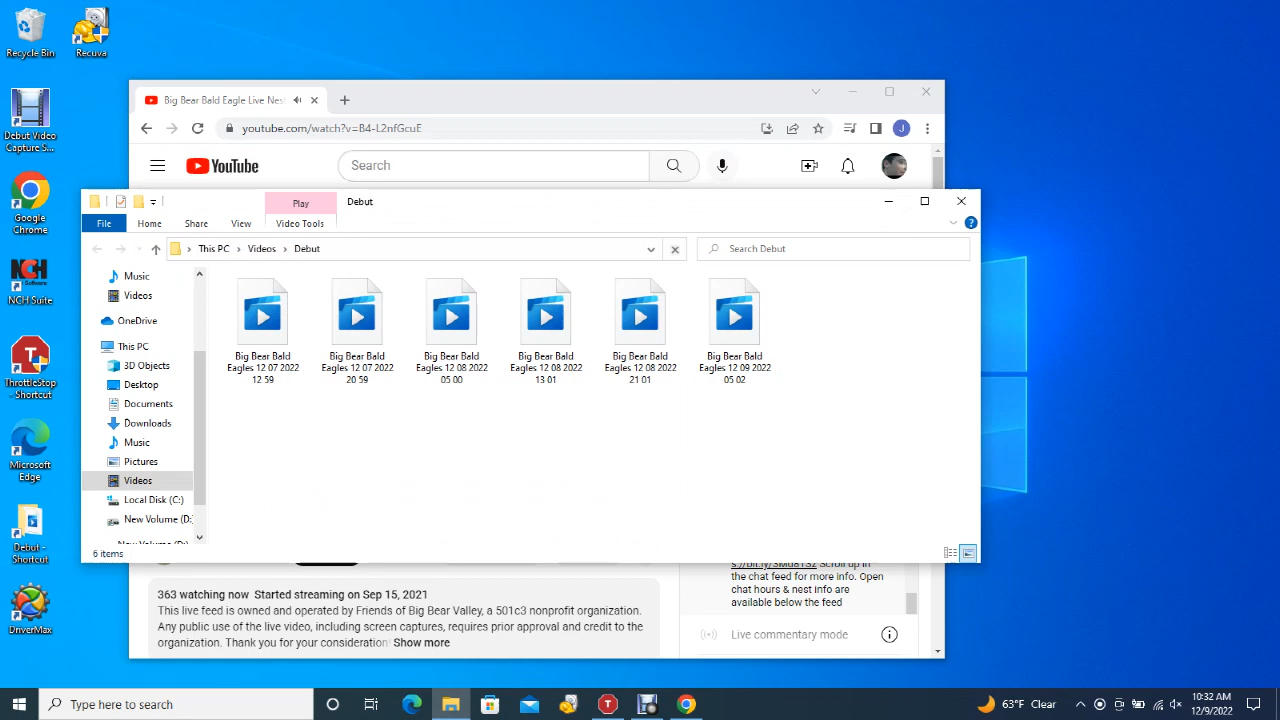 Recycle Bin
Recuva
Debut Video
Capture S...
Google
Chrome
NCH Software
NCH Suite
ThrottleStop
- Shortcut
Microsoft
Edge
Debut -
Shortcut
DriverMax
Big Bear Bald Eagle Live Nest
youtube.com/watch?v=B4-L2nfGcuE
J
YouTube
Search
Play
Debut
File
Home
Share
View
Video Tools
This PC
Videos
Debut
Search Debut
Music
Videos
OneDrive
This PC
3D Objects
Desktop
Documents
Downloads
Music
Pictures
Videos
Local Disk (C:)
New Volume (D:
New Volume (D:)
Big Bear Bald
Eagles 12 07 2022
12 59
Big Bear Bald
Eagles 12 07 2022
20 59
Big Bear Bald
Eagles 12 08 2022
05 00
Big Bear Bald
Eagles 12 08 2022
13 01
Big Bear Bald
Eagles 12 08 2022
21 01
Big Bear Bald
Eagles 12 09 2022
05 02
6 items
363 watching now Started streaming on Sep 15, 2021
This live feed is owned and operated by Friends of Big Bear Valley, a 501c3 nonprofit organization.
Any public use of the live video, including screen captures, requires prior approval and credit to the
organization. Thank you for your consideration! Show more
Scroll up in
the chat feed for more info. Open
chat hours & nest info are
available below the feed
Live commentary mode
Type here to search
T
63°F Clear
10:32 AM
12/9/2022